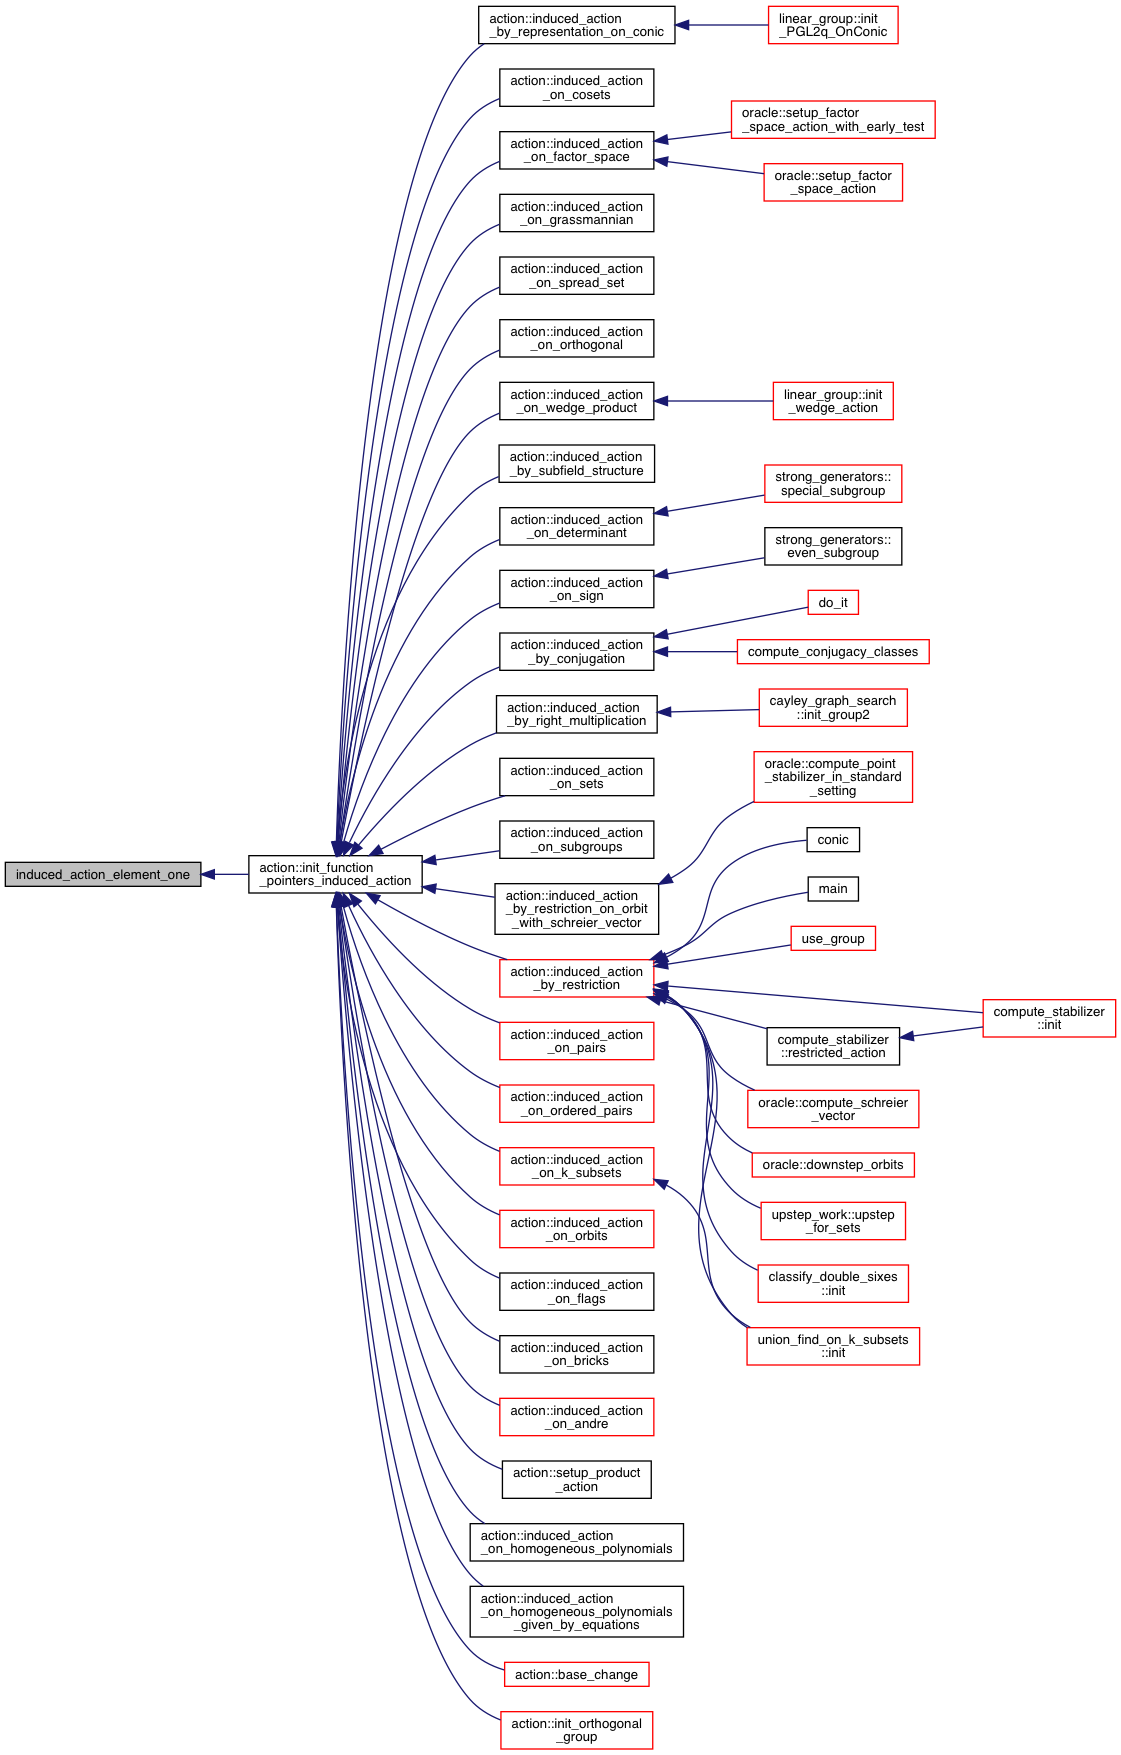 induced_action_element_one
action::init_function
_pointers_induced_action
action::induced_action
_by_representation_on_conic
linear_group::init
_PGL2q_OnConic
action::induced_action
_on_cosets
action::induced_action
_on_factor_space
oracle::setup_factor
_space_action_with_early_test
oracle::setup_factor
_space_action
action::induced_action
_on_grassmannian
action::induced_action
_on_spread_set
action::induced_action
_on_orthogonal
action::induced_action
_on_wedge_product
linear_group::init
_wedge_action
action::induced_action
_by_subfield_structure
action::induced_action
_on_determinant
strong_generators::
special_subgroup
action::induced_action
_on_sign
strong_generators::
even_subgroup
action::induced_action
_by_conjugation
do_it
compute_conjugacy_classes
action::induced_action
_by_right_multiplication
cayley_graph_search
::init_group2
action::induced_action
_on_sets
action::induced_action
_on_subgroups
action::induced_action
_by_restriction_on_orbit
_with_schreier_vector
oracle::compute_point
_stabilizer_in_standard
_setting
action::induced_action
_by_restriction
conic
main
use_group
compute_stabilizer
::restricted_action
compute_stabilizer
::init
oracle::compute_schreier
_vector
oracle::downstep_orbits
upstep_work::upstep
_for_sets
classify_double_sixes
::init
union_find_on_k_subsets
::init
action::induced_action
_on_pairs
action::induced_action
_on_ordered_pairs
action::induced_action
_on_k_subsets
action::induced_action
_on_orbits
action::induced_action
_on_flags
action::induced_action
_on_bricks
action::induced_action
_on_andre
action::setup_product
_action
action::induced_action
_on_homogeneous_polynomials
action::induced_action
_on_homogeneous_polynomials
_given_by_equations
action::base_change
action::init_orthogonal
_group